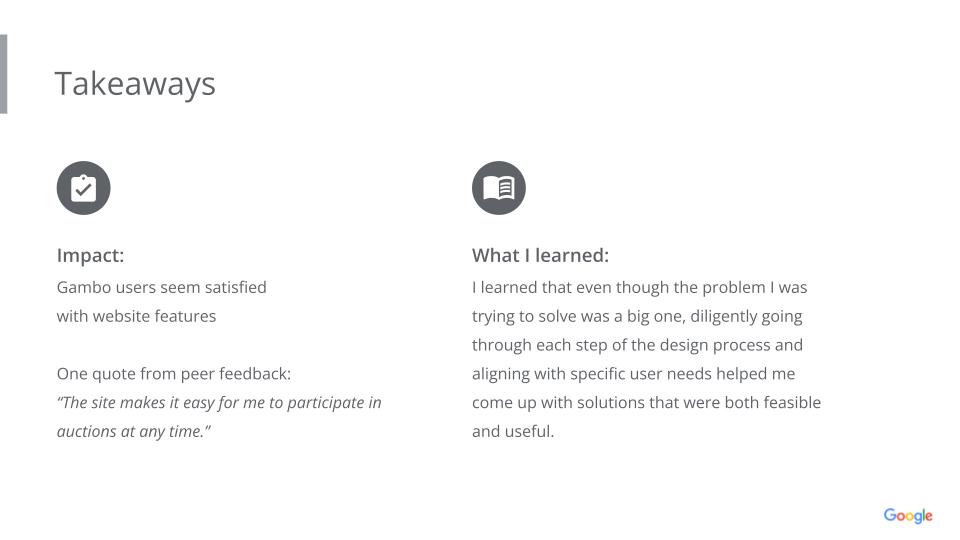 Takeaways
Impact:
Gambo users seem satisfied
with website features
One quote from peer feedback:
“The site makes it easy for me to participate in
auctions at any time.”
What I learned:
I learned that even though the problem I was
trying to solve was a big one, diligently going
through each step of the design process and
aligning with specific user needs helped me
come up with solutions that were both feasible
and useful.
Google